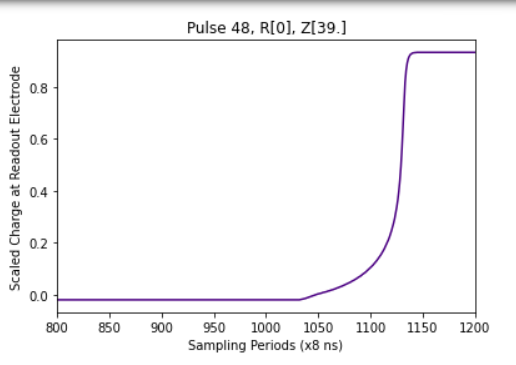 Pulse 48, R[0], Z[39.]
Scaled Charge at Readout Electrode
0.8
0.6
0.4
0.2
0.0
800 850 900 950 1000 1050 1100 1150 1200
Sampling Periods (x8 ns)